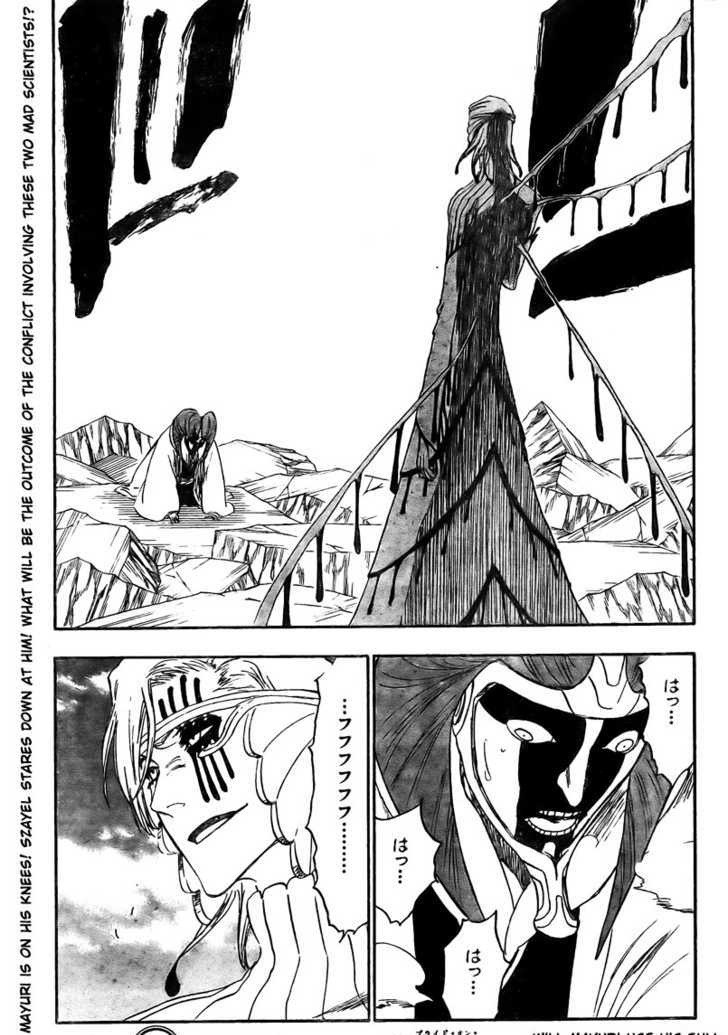 MAYURI IS ON HIS KNEES! SZAYEL STARES DOWN AT HIM! WHAT WILL BE THE OUTCOME OF THE CONFLICT INVOLVING THESE TWO MAD SCIENTISTS!?
はっ…
はっ…
はっ…
…フフフフフフ………